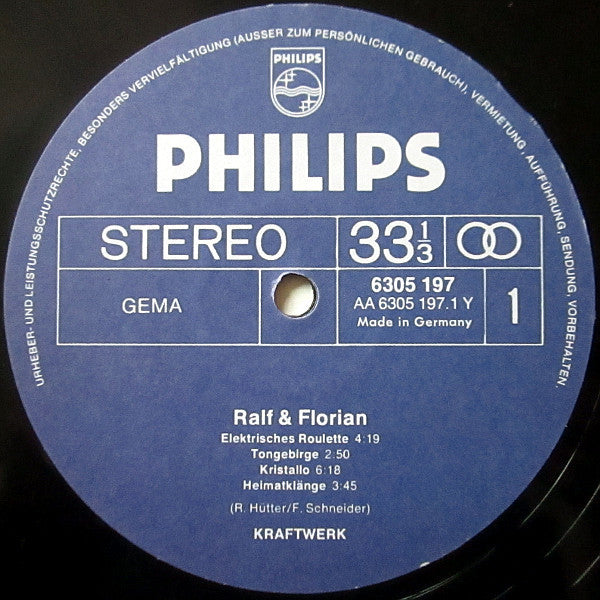 URHEBER- UND LEISTUNGSSCHUTZRECHTE, BESONDERS VERVIELFÄLTIGUNG (AUSSER ZUM PERSÖNLICHEN GEBRAUCH), VERMIETUNG, AUFFÜHRUNG, SENDUNG, VORBEHALTEN.
PHILIPS
PHILIPS
STEREO
33 1/3
GEMA
6305 197
AA 6305 197.1 Y
Made in Germany
1
Ralf & Florian
Elektrisches Roulette 4:19
Tongebirge 2:50
Kristallo 6:18
Heimatklänge 3:45
(R. Hütter/F. Schneider)
KRAFTWERK